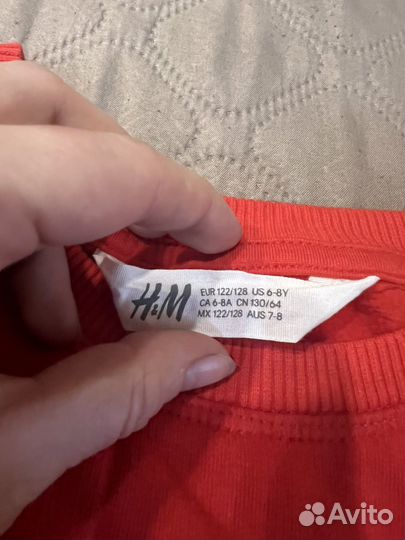 H&M
EUR 122/128 US 6-8Y
CA 6-8A CN 130/64
MX 122/128 AUS 7-8
Avito